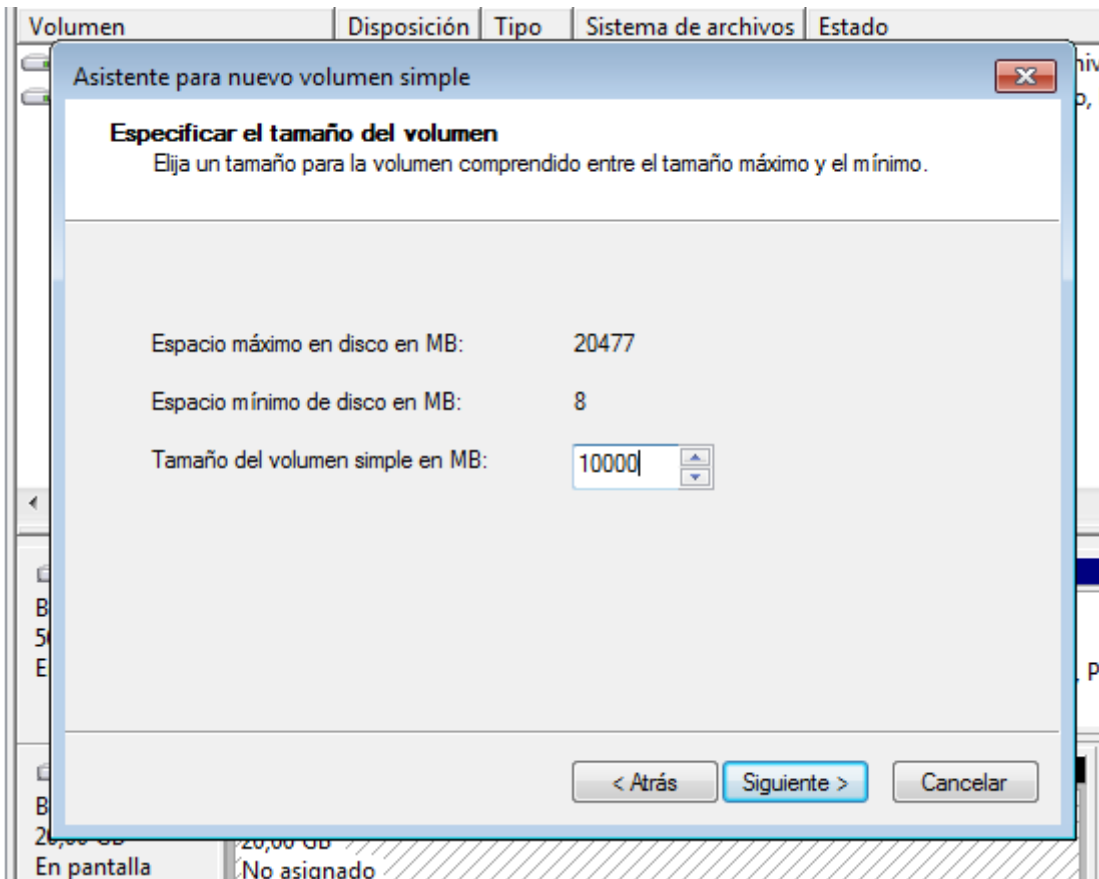 Volumen Disposición Tipo Sistema de archivos Estado
Asistente para nuevo volumen simple
Especificar el tamaño del volumen
Elija un tamaño para la volumen comprendido entre el tamaño máximo y el mínimo.
Espacio máximo en disco en MB: 20477
Espacio mínimo de disco en MB: 8
Tamaño del volumen simple en MB: 10000
< Atrás Siguiente > Cancelar
20,00 GB 20,00 GB
En pantalla No asignado